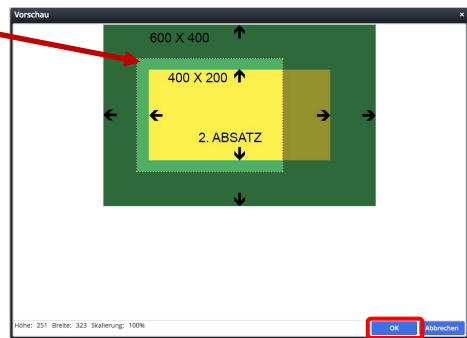 Vorschau ×
600 X 400
400 X 200
2. ABSATZ
Höhe: 251 Breite: 323 Skalierung: 100%
OK Abbrechen